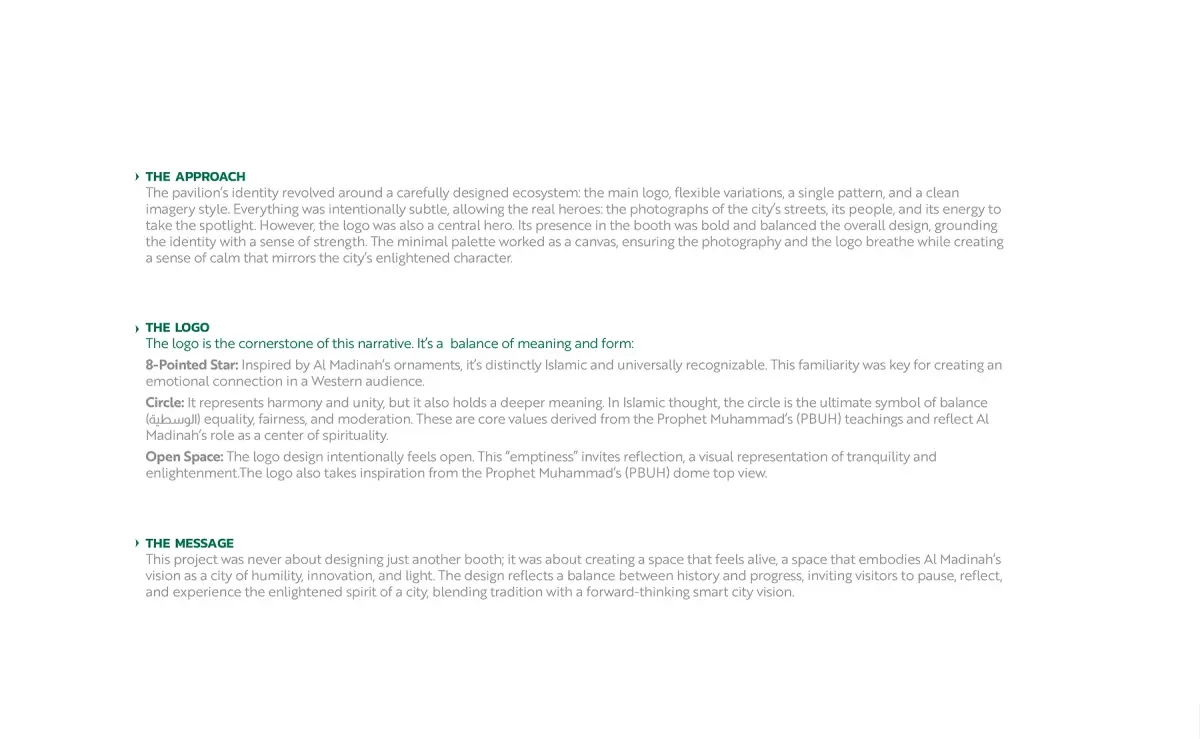 THE APPROACH
The pavilion's identity revolved around a carefully designed ecosystem: the main logo, flexible variations, a single pattern, and a clean
imagery style. Everything was intentionally subtle, allowing the real heroes: the photographs of the city's streets, its people, and its energy to
take the spotlight. However, the logo was also a central hero. Its presence in the booth was bold and balanced the overall design, grounding
the identity with a sense of strength. The minimal palette worked as a canvas, ensuring the photography and the logo breathe while creating
a sense of calm that mirrors the city's enlightened character.
THE LOGO
The logo is the cornerstone of this narrative. It's a  balance of meaning and form:
8-Pointed Star: Inspired by Al Madinah's ornaments, it's distinctly Islamic and universally recognizable. This familiarity was key for creating an
emotional connection in a Western audience.
Circle: It represents harmony and unity, but it also holds a deeper meaning. In Islamic thought, the circle is the ultimate symbol of balance
(الوسطية) equality, fairness, and moderation. These are core values derived from the Prophet Muhammad's (PBUH) teachings and reflect Al
Madinah's role as a center of spirituality.
Open Space: The logo design intentionally feels open. This "emptiness" invites reflection, a visual representation of tranquility and
enlightenment.The logo also takes inspiration from the Prophet Muhammad's (PBUH) dome top view.
THE MESSAGE
This project was never about designing just another booth; it was about creating a space that feels alive, a space that embodies Al Madinah's
vision as a city of humility, innovation, and light. The design reflects a balance between history and progress, inviting visitors to pause, reflect,
and experience the enlightened spirit of a city, blending tradition with a forward-thinking smart city vision.